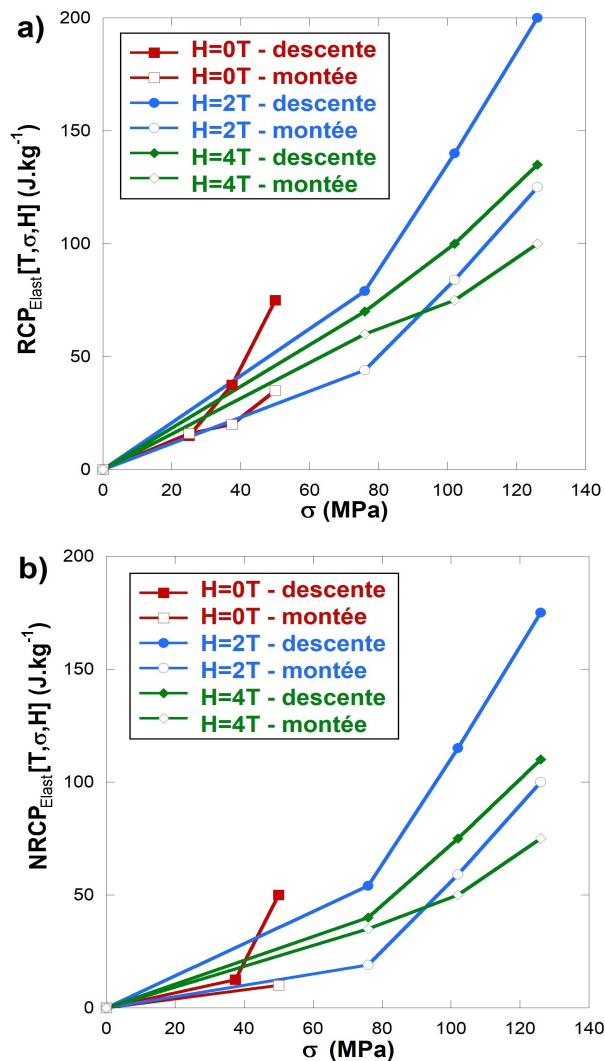 a)
200
150
100
50
0
RCP_Elast[T,σ,H] (J.kg⁻¹)
H=0T - descente
H=0T - montée
H=2T - descente
H=2T - montée
H=4T - descente
H=4T - montée
0 20 40 60 80 100 120 140
σ (MPa)
b)
200
150
100
50
0
NRCP_Elast[T,σ,H] (J.kg⁻¹)
H=0T - descente
H=0T - montée
H=2T - descente
H=2T - montée
H=4T - descente
H=4T - montée
0 20 40 60 80 100 120 140
σ (MPa)